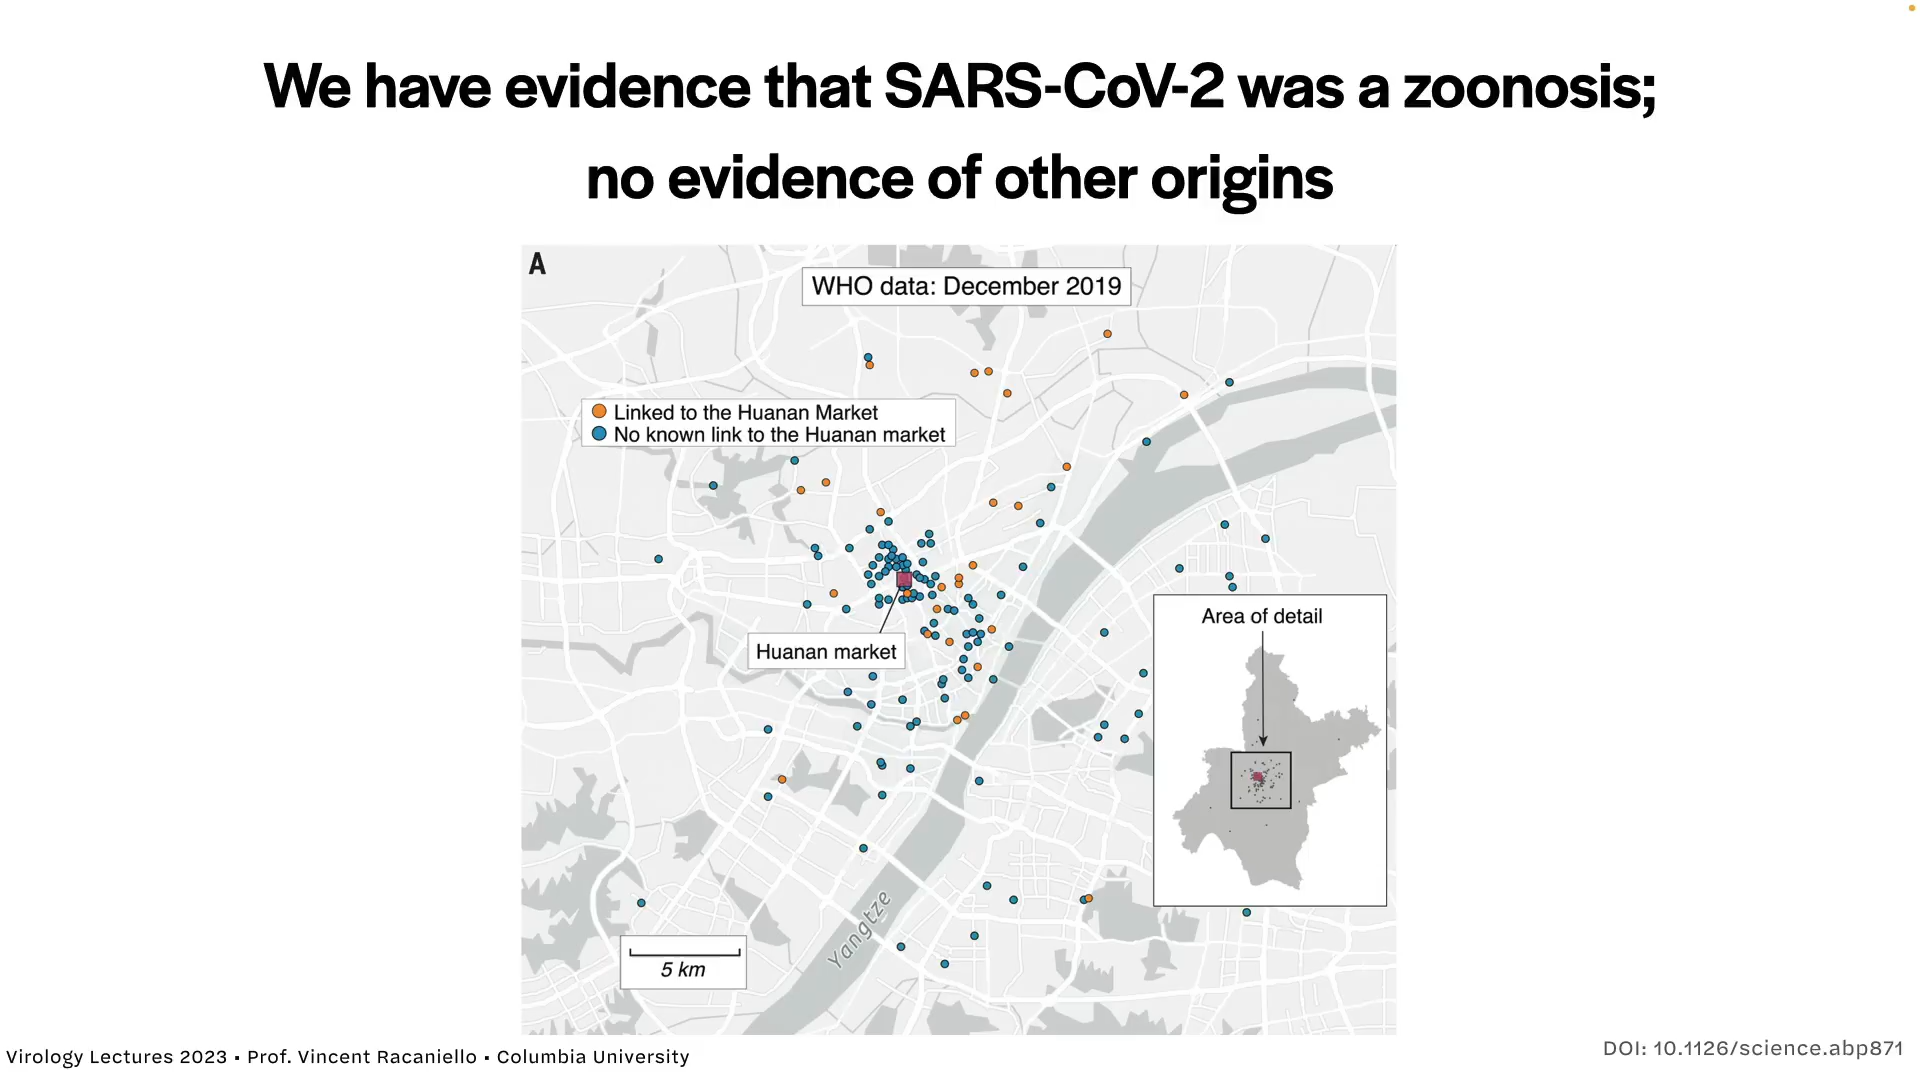 We have evidence that SARS-CoV-2 was a zoonosis;
no evidence of other origins
A
WHO data: December 2019
Linked to the Huanan Market
No known link to the Huanan market
Huanan market
Area of detail
Yangtze
5 km
Virology Lectures 2023 • Prof. Vincent Racaniello • Columbia University
DOI: 10.1126/science.abp871